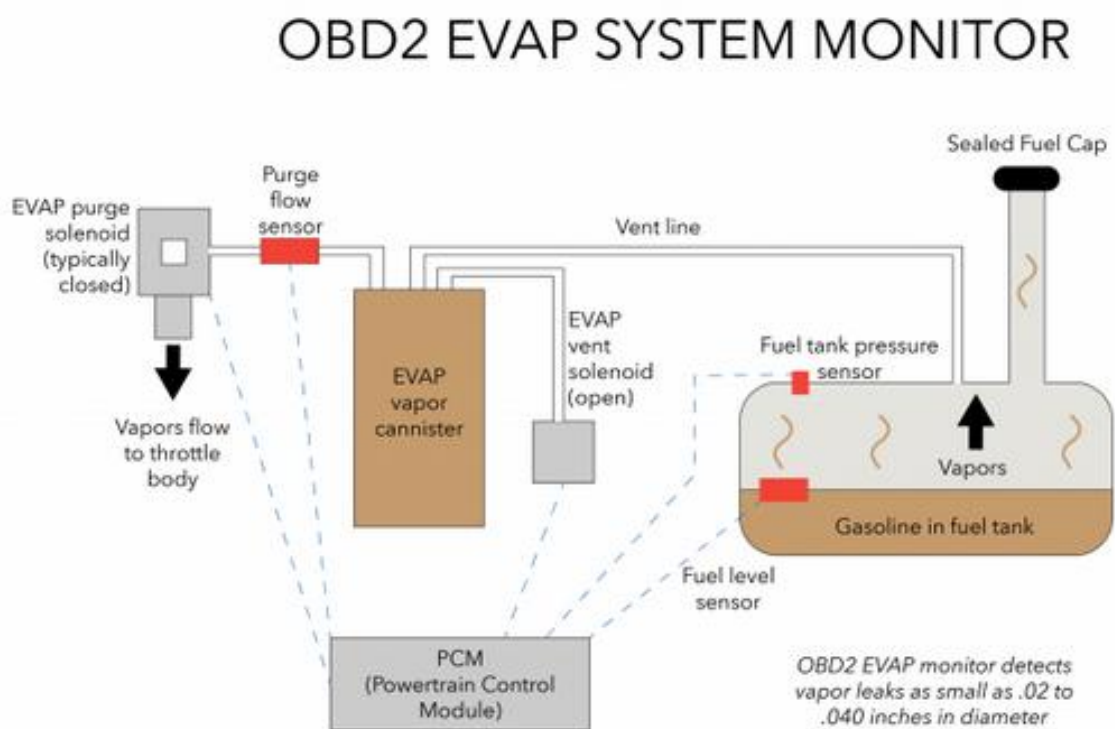 OBD2 EVAP SYSTEM MONITOR
Sealed Fuel Cap
Purge
flow
sensor
EVAP purge
solenoid
(typically
closed)
Vent line
EVAP
vent
solenoid
(open)
Fuel tank pressure
sensor
EVAP
vapor
cannister
Vapors flow
to throttle
body
Vapors
Gasoline in fuel tank
Fuel level
sensor
PCM
(Powertrain Control
Module)
OBD2 EVAP monitor detects
vapor leaks as small as .02 to
.040 inches in diameter